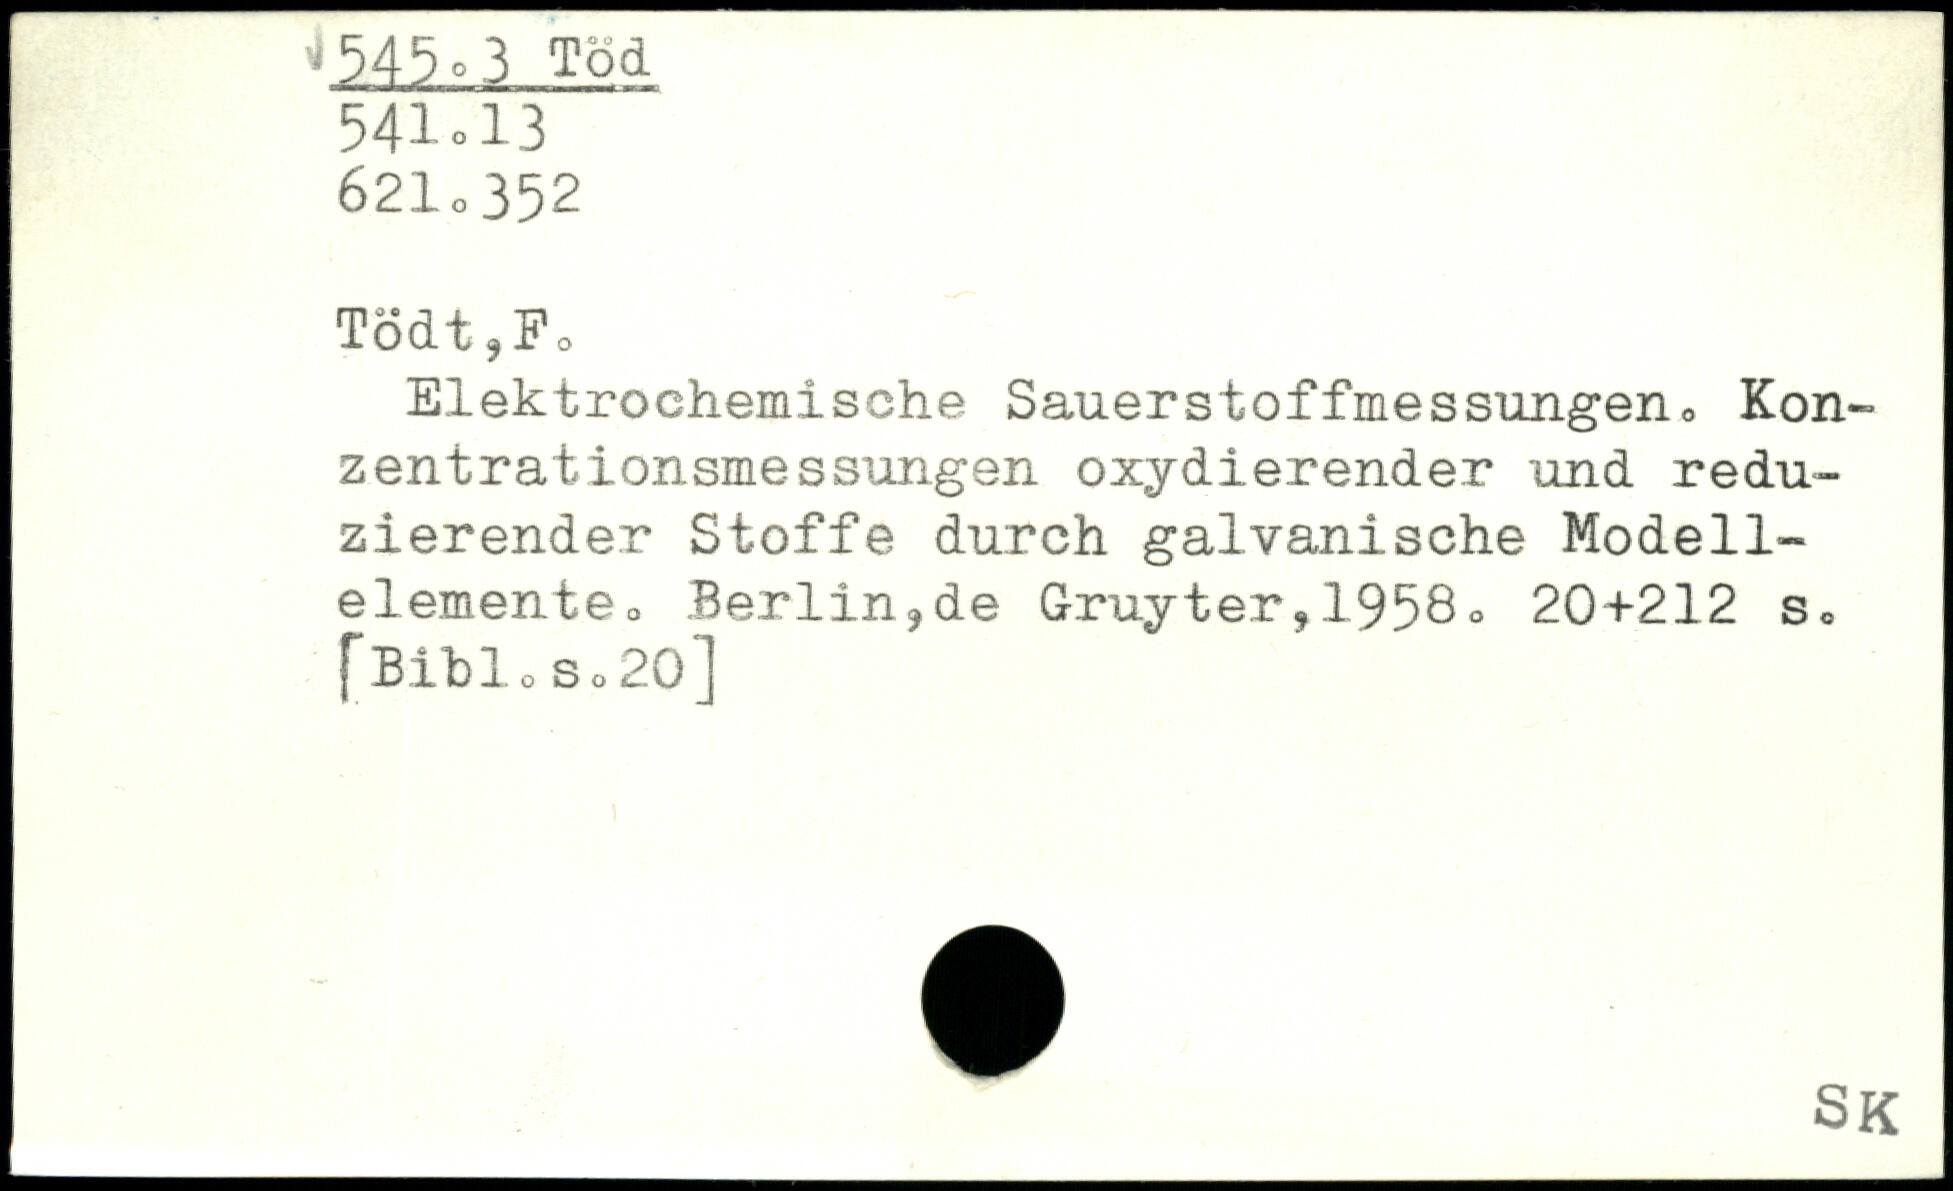 545.3 Töd
541.13
621.352
Tödt,F.
Elektrochemische Sauerstoffmessungen. Kon-
zentrationsmessungen oxydierender und redu-
zierender Stoffe durch galvanische Modell-
elemente. Berlin,de Gruyter,1958. 20+212 s.
[Bibl.s.20]
SK